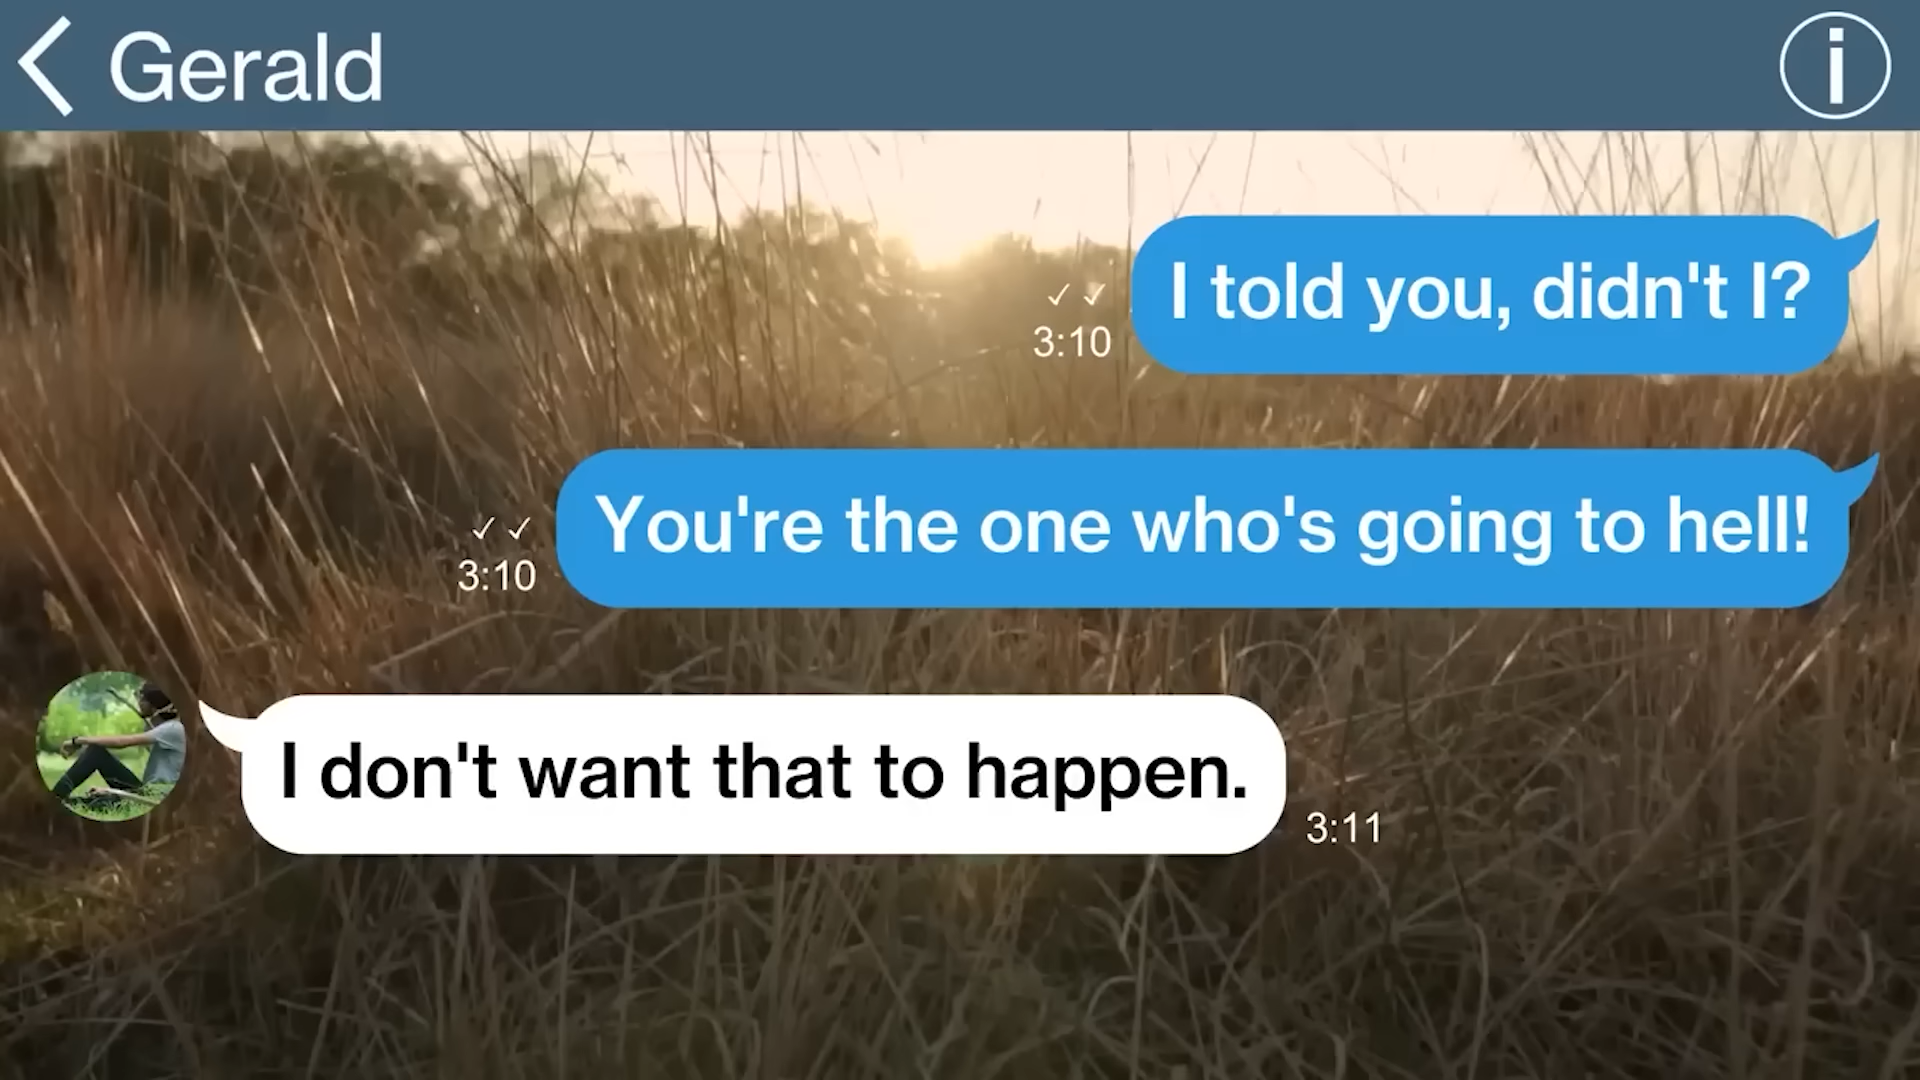 Gerald
I told you, didn't I?
✓ ✓
3:10
You're the one who's going to hell!
✓ ✓
3:10
I don't want that to happen.
3:11